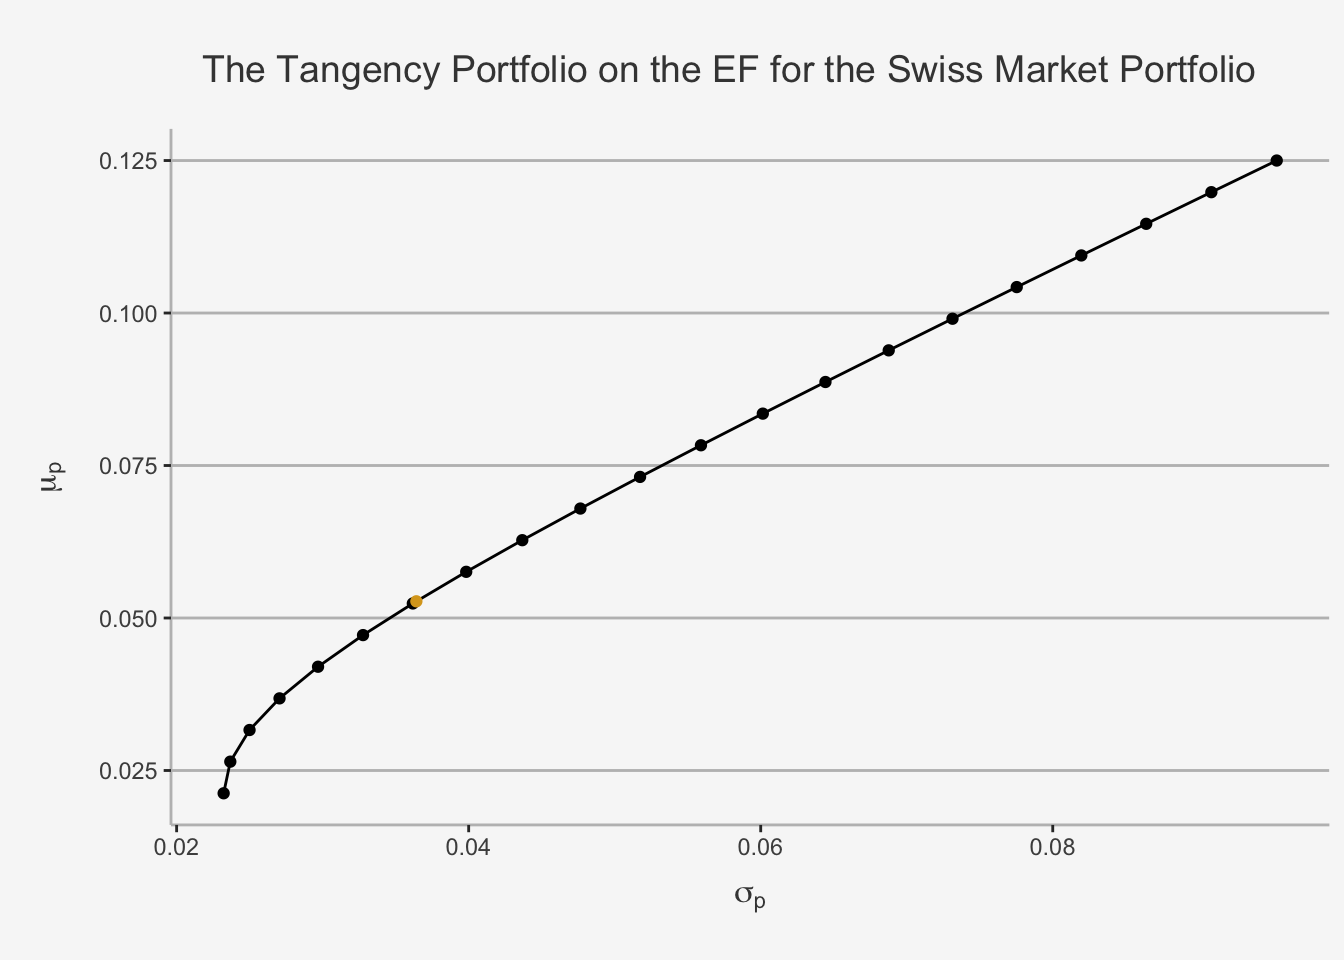 The Tangency Portfolio on the EF for the Swiss Market Portfolio
0.125
0.100
0.075
0.050
0.025
μp
0.02 0.04 0.06 0.08
σp